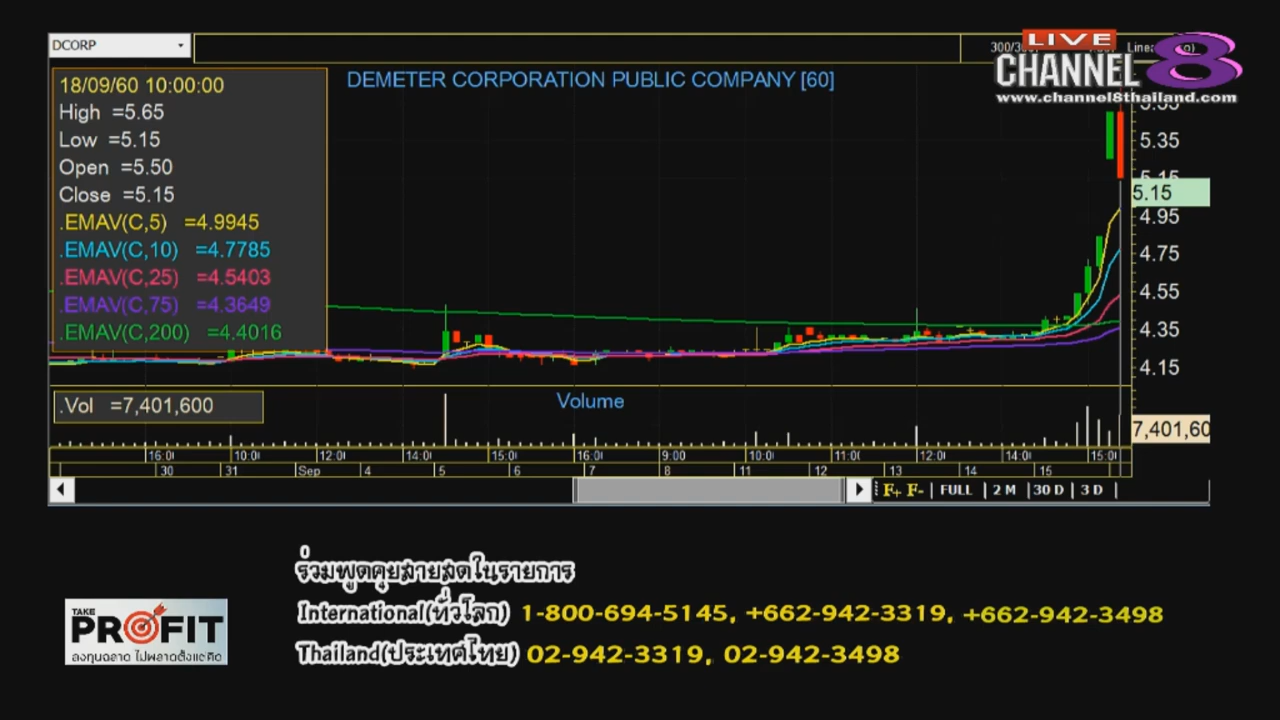 DCORP
300/300
LIVE
CHANNEL 8
www.channel8thailand.com
18/09/60 10:00:00
High =5.65
Low =5.15
Open =5.50
Close =5.15
.EMAV(C,5) =4.9945
.EMAV(C,10) =4.7785
.EMAV(C,25) =4.5403
.EMAV(C,75) =4.3649
.EMAV(C,200) =4.4016
DEMETER CORPORATION PUBLIC COMPANY [60]
5.35
5.15
5.15
4.95
4.75
4.55
4.35
4.15
.Vol =7,401,600
Volume
7,401,60
16:0 10:0 12:0 14:0 15:0 16:0 9:00 10:0 11:0 12:0 14:0 15:0
30 31 Sep 4 5 6 7 8 11 12 13 14 15
F+ F- FULL 2 M 30 D 3 D
ร่วมพูดคุยสายสดในรายการ
International(ทั่วโลก) 1-800-694-5145, +662-942-3319, +662-942-3498
Thailand(ประเทศไทย) 02-942-3319, 02-942-3498
TAKE
PROFIT
ลงทุนฉลาด ไม่พลาดตั้งแต่คิด